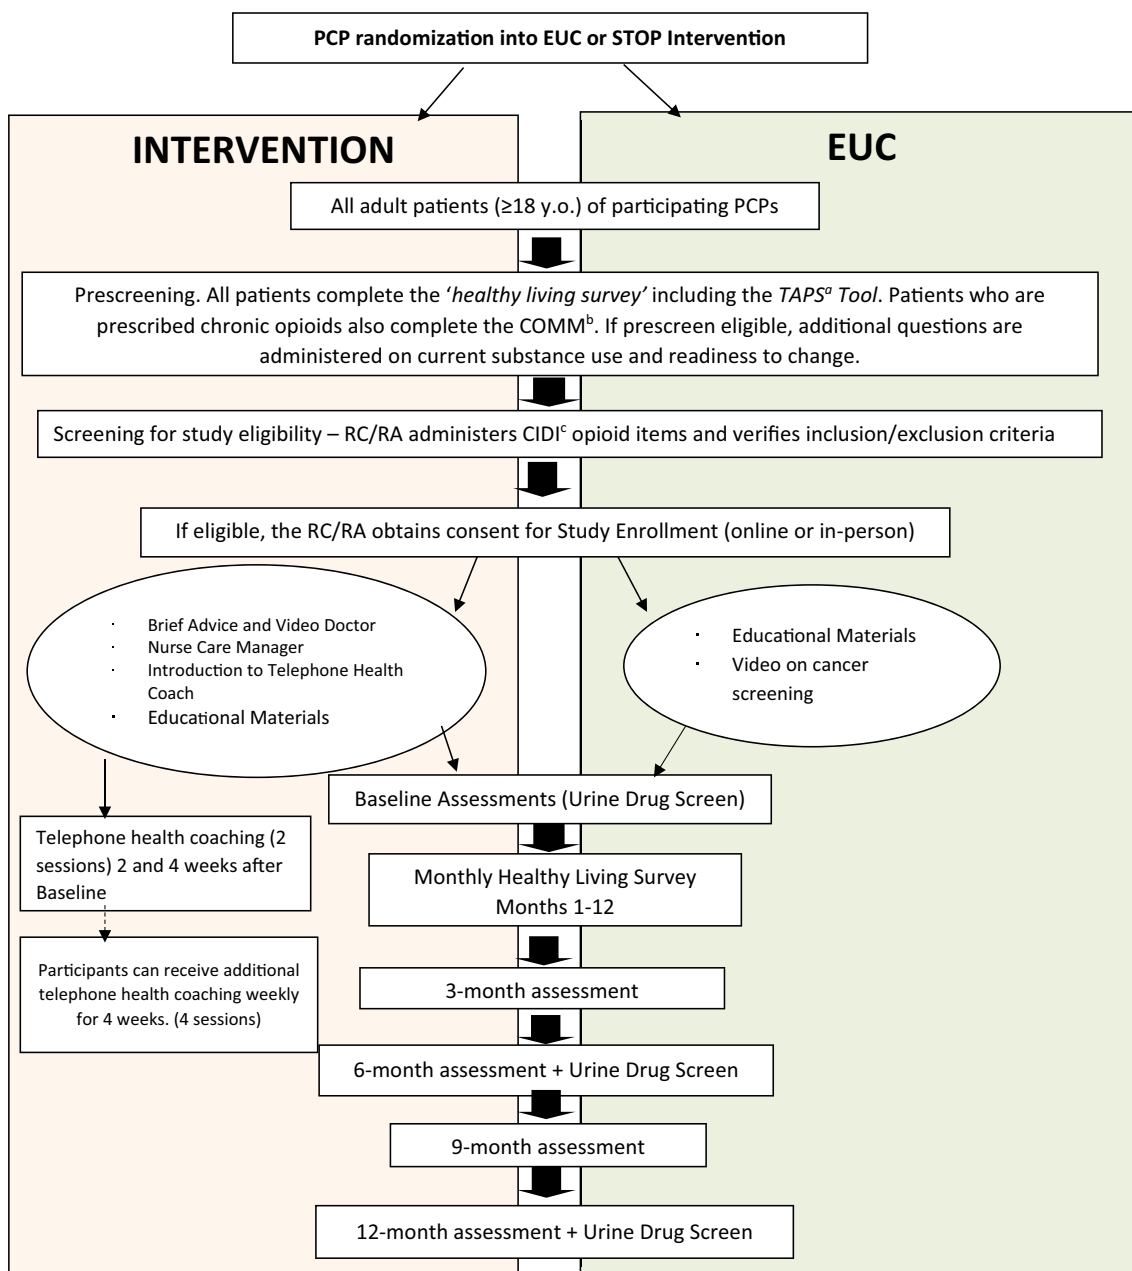 PCP randomization into EUC or STOP Intervention
INTERVENTION
EUC
All adult patients (≥18 y.o.) of participating PCPs
Prescreening. All patients complete the ‘healthy living survey’ including the TAPSᵃ Tool. Patients who are
prescribed chronic opioids also complete the COMMᵇ. If prescreen eligible, additional questions are
administered on current substance use and readiness to change.
Screening for study eligibility – RC/RA administers CIDIᶜ opioid items and verifies inclusion/exclusion criteria
If eligible, the RC/RA obtains consent for Study Enrollment (online or in-person)
· Brief Advice and Video Doctor
· Nurse Care Manager
· Introduction to Telephone Health
Coach
· Educational Materials
· Educational Materials
· Video on cancer
screening
Baseline Assessments (Urine Drug Screen)
Telephone health coaching (2
sessions) 2 and 4 weeks after
Baseline
Monthly Healthy Living Survey
Months 1-12
Participants can receive additional
telephone health coaching weekly
for 4 weeks. (4 sessions)
3-month assessment
6-month assessment + Urine Drug Screen
9-month assessment
12-month assessment + Urine Drug Screen